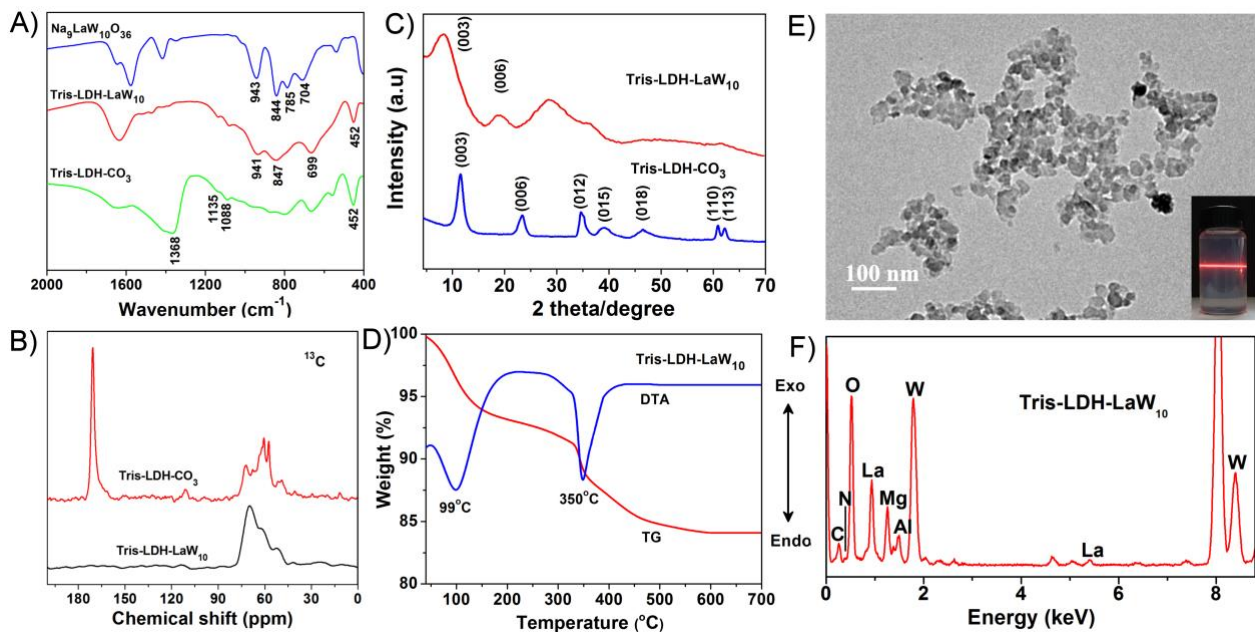 A)
Na₉LaW₁₀O₃₆
943
844
785
704
Tris-LDH-LaW₁₀
941
847
699
452
Tris-LDH-CO₃
1368
1135
1088
452
2000
1600
1200
800
400
Wavenumber (cm⁻¹)
B)
¹³C
Tris-LDH-CO₃
Tris-LDH-LaW₁₀
200
150
100
60
30
0
Chemical shift (ppm)
C)
Intensity (a.u)
(003)
(006)
Tris-LDH-LaW₁₀
(003)
(006)
(012)
(015)
(018)
(110)
(113)
Tris-LDH-CO₃
10
20
30
40
50
60
70
2 theta/degree
D)
Weight (%)
100
95
90
85
80
Tris-LDH-LaW₁₀
DTA
99°C
350°C
TG
Exo
Endo
100
200
300
400
500
600
700
Temperature (°C)
E)
100 nm
F)
C
N
O
La
Mg
Al
W
La
W
Tris-LDH-LaW₁₀
0
2
4
6
8
Energy (keV)